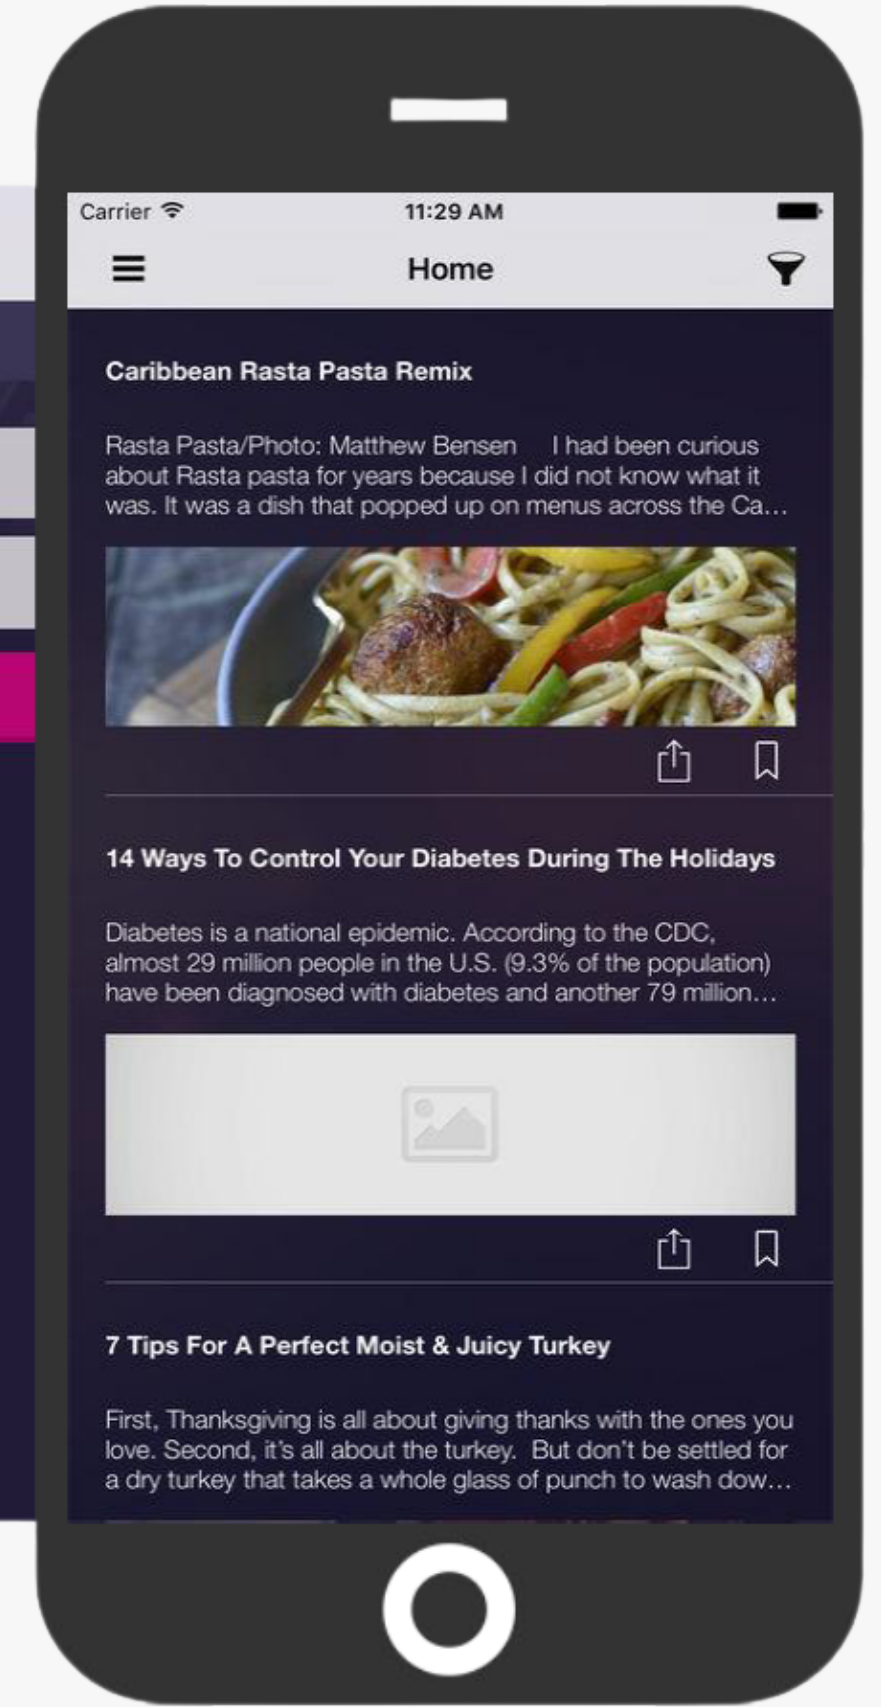 Carrier
11:29 AM
Home
Caribbean Rasta Pasta Remix
Rasta Pasta/Photo: Matthew Bensen I had been curious
about Rasta pasta for years because I did not know what it
was. It was a dish that popped up on menus across the Ca...
14 Ways To Control Your Diabetes During The Holidays
Diabetes is a national epidemic. According to the CDC,
almost 29 million people in the U.S. (9.3% of the population)
have been diagnosed with diabetes and another 79 million...
7 Tips For A Perfect Moist & Juicy Turkey
First, Thanksgiving is all about giving thanks with the ones you
love. Second, it's all about the turkey. But don't be settled for
a dry turkey that takes a whole glass of punch to wash dow...